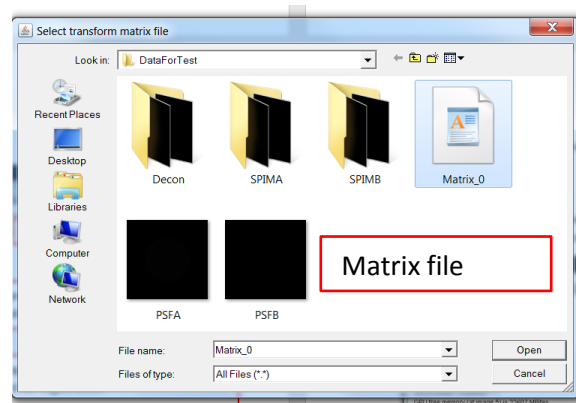 Select transform matrix file
Look in: DataForTest
Recent Places
Desktop
Libraries
Computer
Network
Decon SPIMA SPIMB Matrix_0
PSFA PSFB
Matrix file
File name: Matrix_0 Open
Files of type: All Files (*.*) Cancel